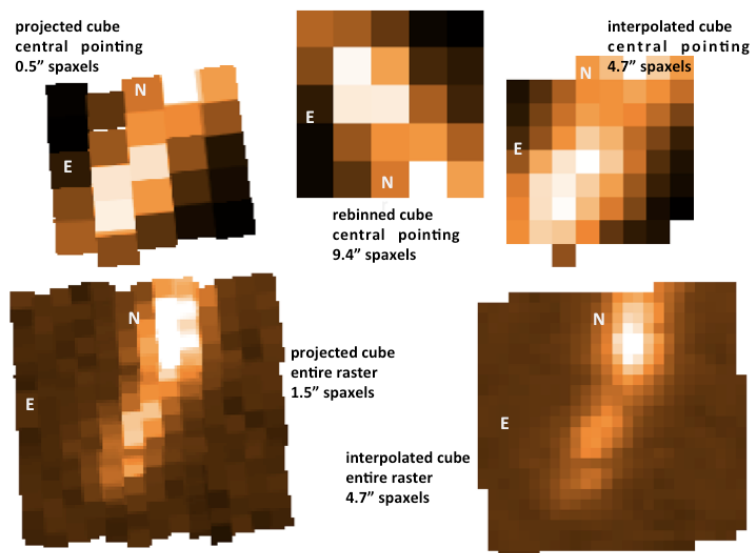 projected cube
central pointing
0.5” spaxels
N
E
E
N
rebinned cube
central pointing
9.4” spaxels
interpolated cube
central pointing
4.7” spaxels
N
E
N
E
projected cube
entire raster
1.5” spaxels
N
E
interpolated cube
entire raster
4.7” spaxels